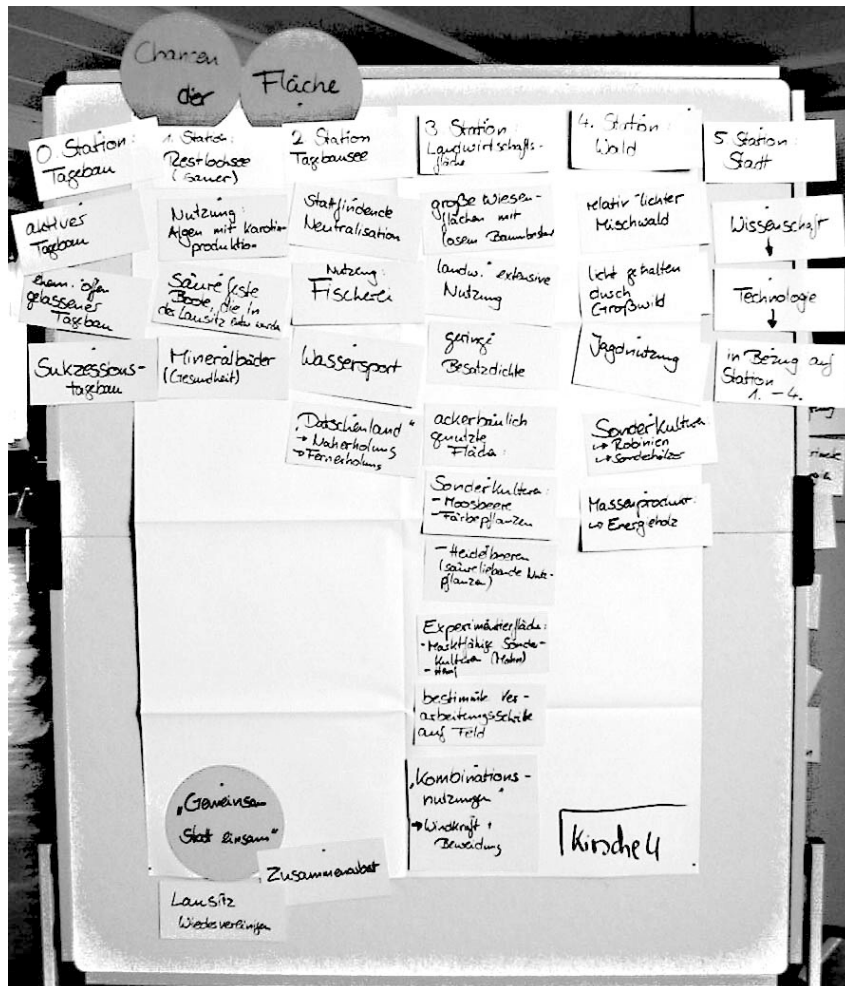 Chancen
der
Fläche
0. Station:
Tagebau
aktiver
Tagebau
ehem. offen
gelassener
Tagebau
Sukzessions-
tagebau
1. Station:
Restlochsee
(sauer)
Nutzung:
Algen mit Karotin-
produktion
Säurefeste
Boote, die in
der Lausitz
Mineralbäder
(Gesundheit)
2 Station
Tagebausee
Stattfindende
Neutralisation
Nutzung:
Fischerei
Wassersport
„Datschenland"
→ Naherholung
→ Fernerholung
3 Station:
Landwirtschafts-
fläche
große Wiesen-
flächen mit
losem Baumbestand
landw. extensive
Nutzung
geringe
Besatzdichte
ackerbaulich
genutzte
Fläche:
Sonderkulturen:
- Moosbeere
- Färbepflanzen
- Heidelbeeren
(säureliebende Nutz-
pflanzen)
Experimentierfläche:
- Marktfähige Sonder-
kulturen (Mohn)
- Hanf
bestimmte Ver-
arbeitungsschritte
auf Feld
„Kombinations-
nutzungen"
→ Windkraft +
Beweidung
4. Station:
Wald
relativ lichter
Mischwald
licht gehalten
durch
Großwild
Jagdnutzung
Sonderkulturen
↳ Robinien
↳ Sonderhölzer
Massenprodukt:
↳ Energieholz
5 Station:
Stadt
Wissenschaft
↓
Technologie
↓
in Bezug auf
Station
1. - 4.
„Gemeinsam
Statt einsam"
Zusammenarbeit
Lausitz
Wiedervereinigen
Kirsche 4